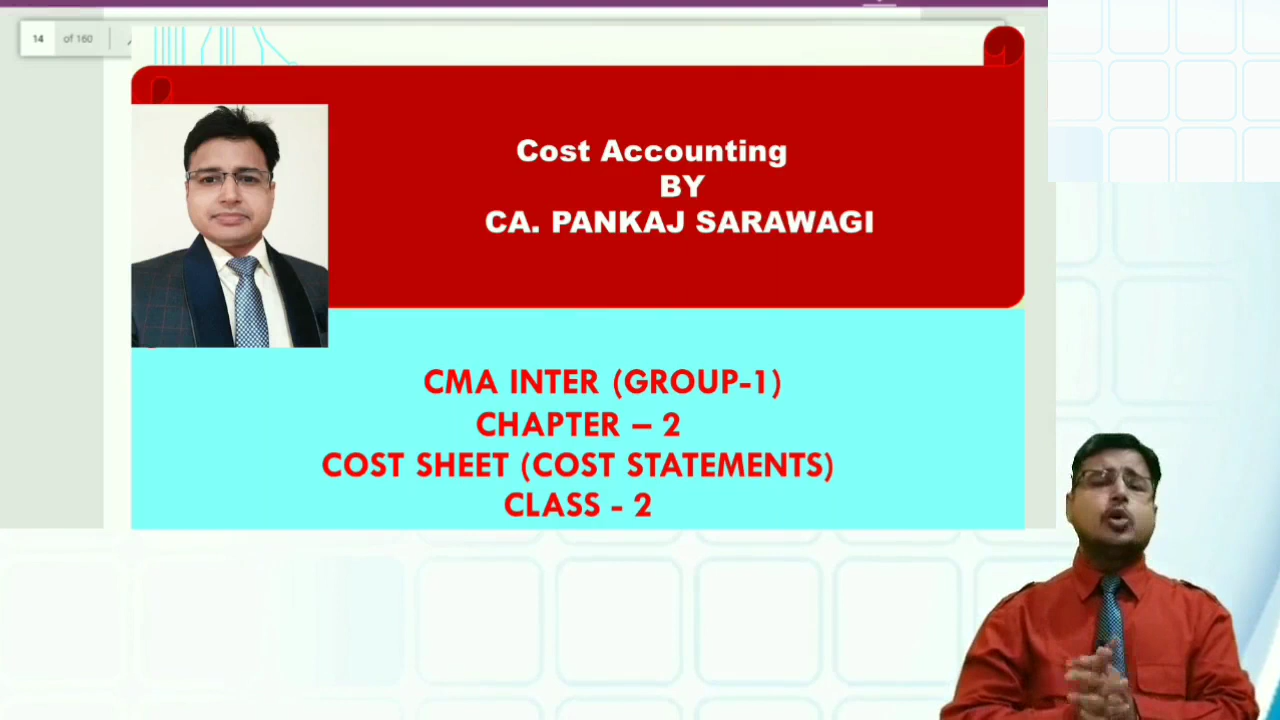 14 of 160
Cost Accounting
BY
CA. PANKAJ SARAWAGI
CMA INTER (GROUP-1)
CHAPTER – 2
COST SHEET (COST STATEMENTS)
CLASS - 2